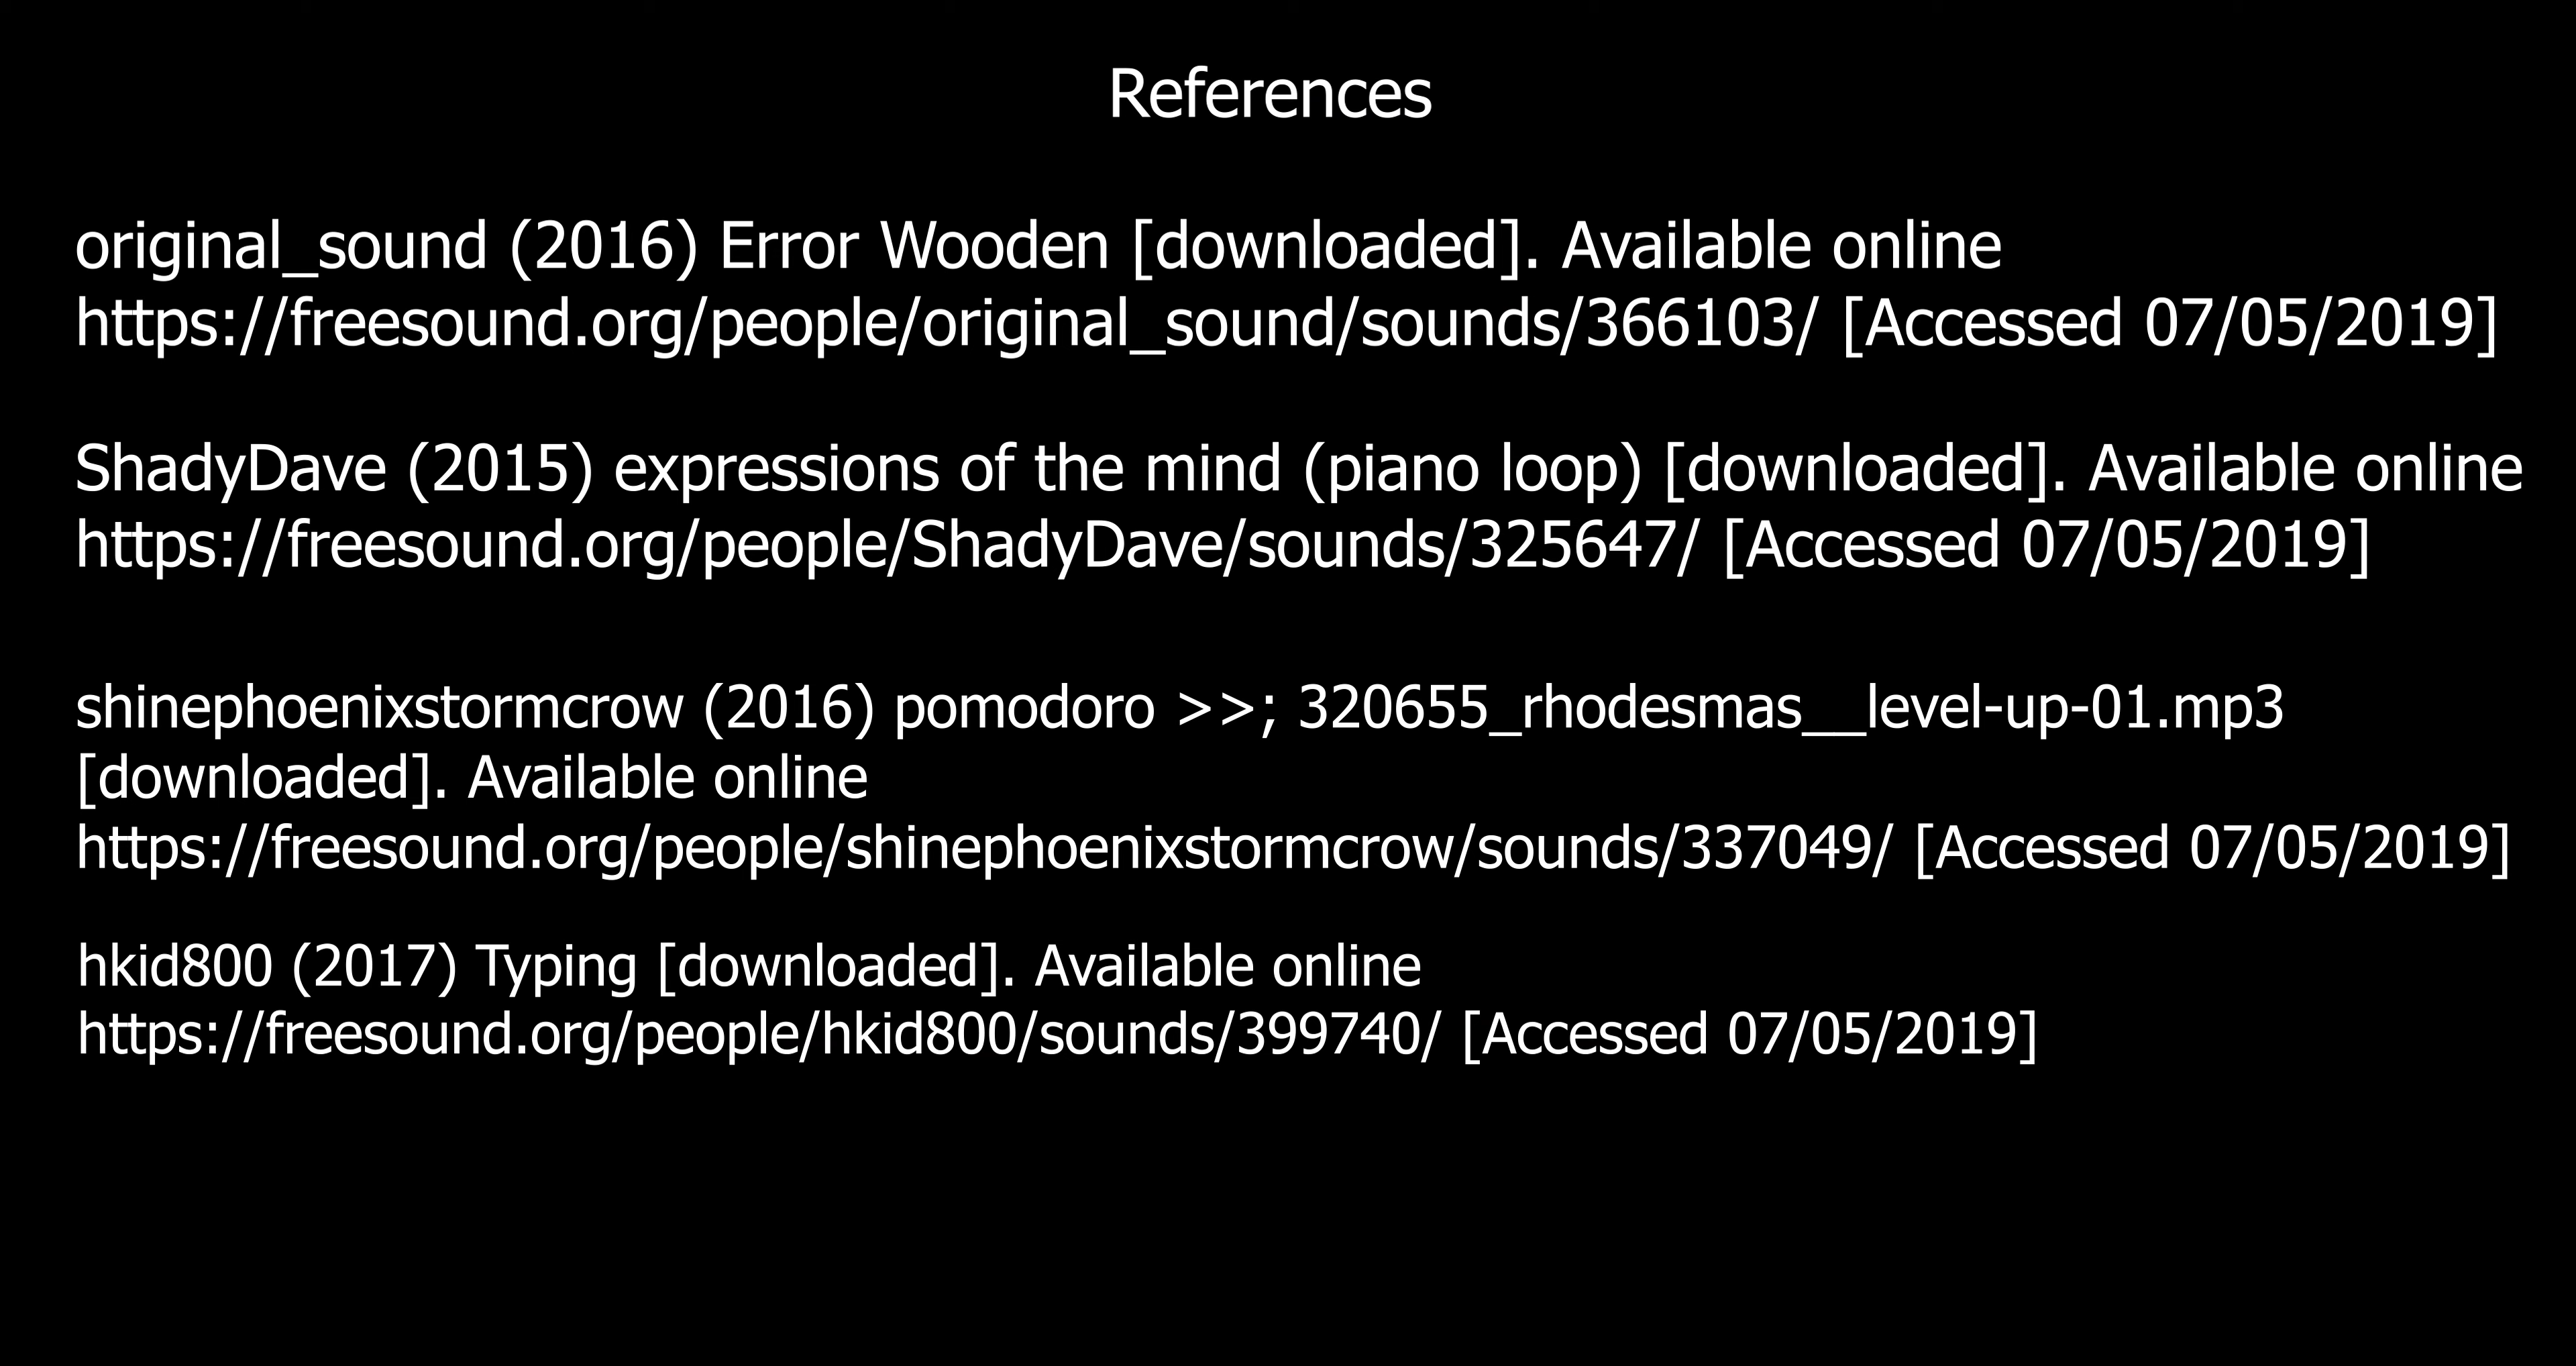 References
original_sound (2016) Error Wooden [downloaded]. Available online
https://freesound.org/people/original_sound/sounds/366103/ [Accessed 07/05/2019]
ShadyDave (2015) expressions of the mind (piano loop) [downloaded]. Available online
https://freesound.org/people/ShadyDave/sounds/325647/ [Accessed 07/05/2019]
shinephoenixstormcrow (2016) pomodoro >>; 320655_rhodesmas__level-up-01.mp3
[downloaded]. Available online
https://freesound.org/people/shinephoenixstormcrow/sounds/337049/ [Accessed 07/05/2019]
hkid800 (2017) Typing [downloaded]. Available online
https://freesound.org/people/hkid800/sounds/399740/ [Accessed 07/05/2019]